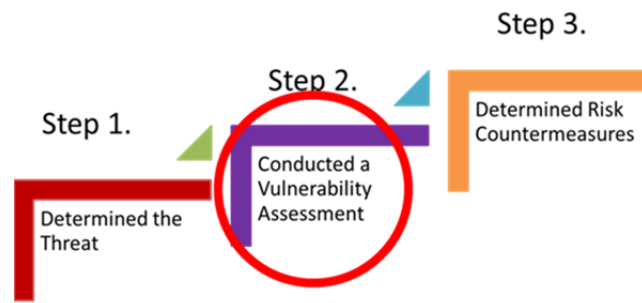 Step 1.
Determined the
Threat
Step 2.
Conducted a
Vulnerability
Assessment
Step 3.
Determined Risk
Countermeasures